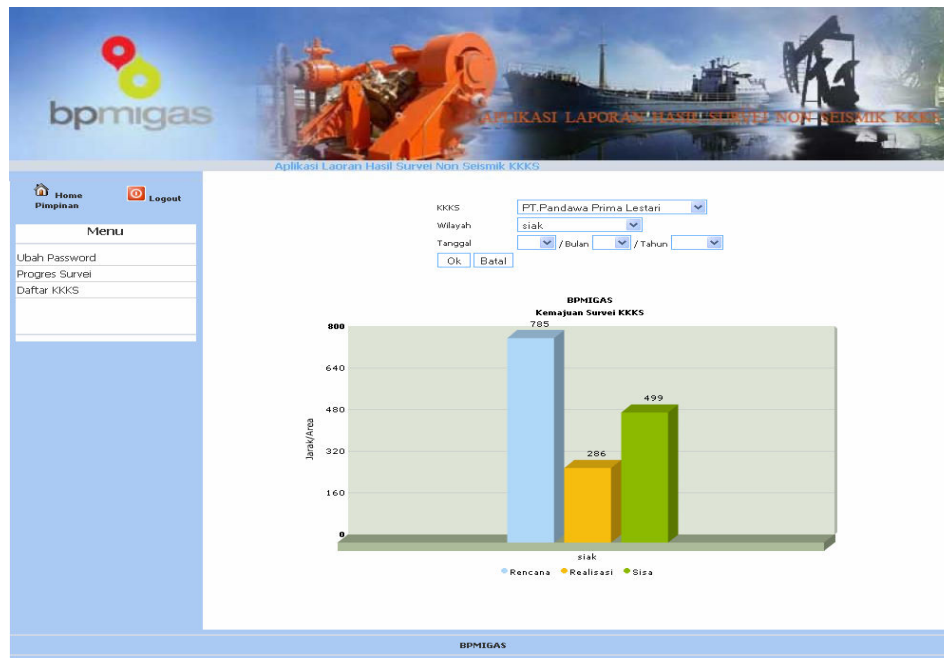 bpmigas
APLIKASI LAPORAN HASIL SURVEI NON SEISMIK KKKS
Aplikasi Laoran Hasil Survei Non Seismik KKKS
Home
Pimpinan
Logout
Menu
Ubah Password
Progres Survei
Daftar KKKS
KKKS PT.Pandawa Prima Lestari
Wilayah siak
Tanggal / Bulan / Tahun
Ok Batal
BPMIGAS
Kemajuan Survei KKKS
785
800
640
499
480
Jarak/Area
320
286
160
0
siak
Rencana Realisasi Sisa
BPMIGAS